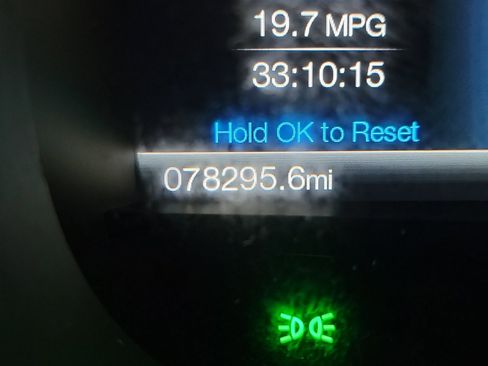 19.7 MPG
33:10:15
Hold OK to Reset
078295.6mi